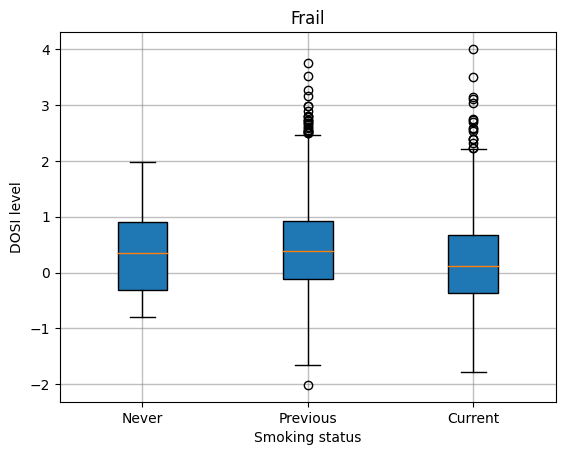 Frail
4
3
2
1
0
−1
−2
DOSI level
Never Previous Current
Smoking status